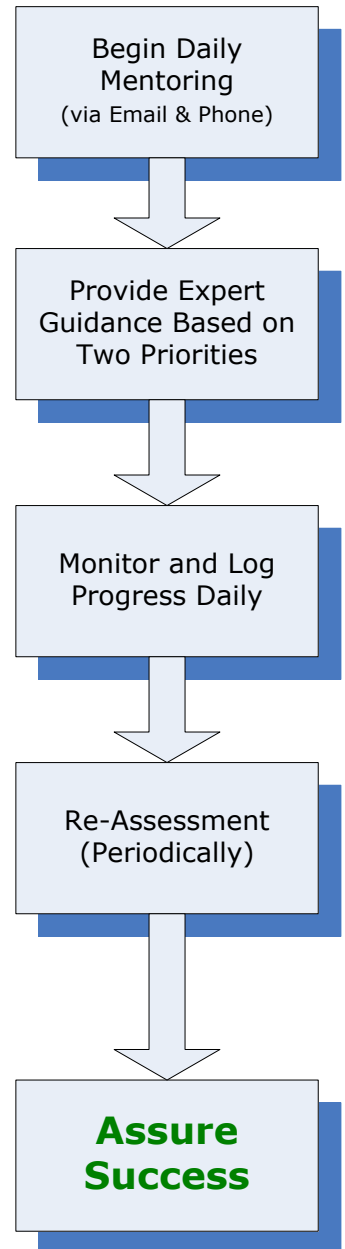 Begin Daily
Mentoring
(via Email & Phone)
Provide Expert
Guidance Based on
Two Priorities
Monitor and Log
Progress Daily
Re-Assessment
(Periodically)
Assure
Success